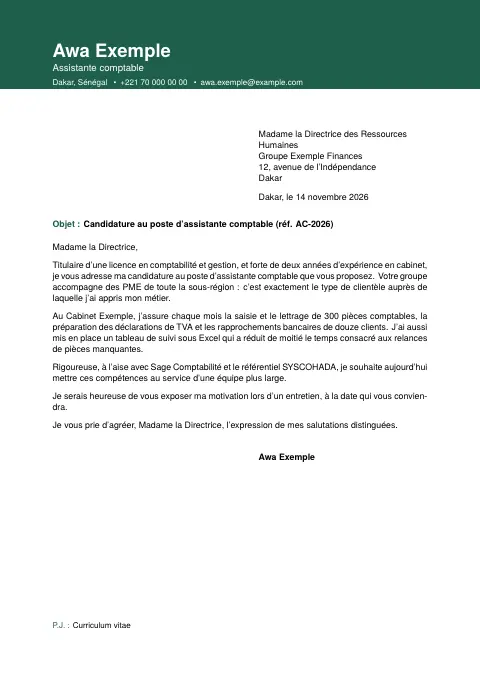 Awa Exemple
Assistante comptable
Dakar, Sénégal • +221 70 000 00 00 • awa.exemple@example.com
Madame la Directrice des Ressources
Humaines
Groupe Exemple Finances
12, avenue de l'Indépendance
Dakar
Dakar, le 14 novembre 2026
Objet : Candidature au poste d'assistante comptable (réf. AC-2026)
Madame la Directrice,
Titulaire d'une licence en comptabilité et gestion, et forte de deux années d'expérience en cabinet,
je vous adresse ma candidature au poste d'assistante comptable que vous proposez. Votre groupe
accompagne des PME de toute la sous-région : c'est exactement le type de clientèle auprès de
laquelle j'ai appris mon métier.
Au Cabinet Exemple, j'assure chaque mois la saisie et le lettrage de 300 pièces comptables, la
préparation des déclarations de TVA et les rapprochements bancaires de douze clients. J'ai aussi
mis en place un tableau de suivi sous Excel qui a réduit de moitié le temps consacré aux relances
de pièces manquantes.
Rigoureuse, à l'aise avec Sage Comptabilité et le référentiel SYSCOHADA, je souhaite aujourd'hui
mettre ces compétences au service d'une équipe plus large.
Je serais heureuse de vous exposer ma motivation lors d'un entretien, à la date qui vous convien-
dra.
Je vous prie d'agréer, Madame la Directrice, l'expression de mes salutations distinguées.
Awa Exemple
P.J. : Curriculum vitae